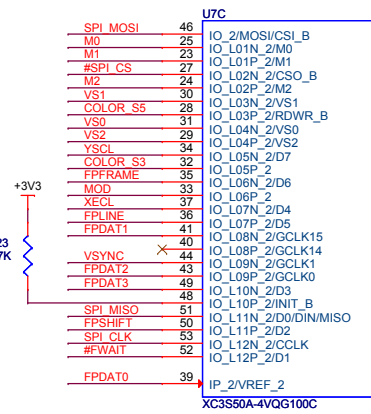 U7C
SPI_MOSI 46 IO_2/MOSI/CSI_B
M0 25 IO_L01N_2/M0
M1 23 IO_L01P_2/M1
#SPI_CS 27 IO_L02N_2/CSO_B
M2 24 IO_L02P_2/M2
VS1 30 IO_L03N_2/VS1
COLOR_S5 28 IO_L03P_2/RDWR_B
VS0 31 IO_L04N_2/VS0
VS2 29 IO_L04P_2/VS2
YSCL 34 IO_L05N_2/D7
COLOR_S3 32 IO_L05P_2
FPFRAME 35 IO_L06N_2/D6
+3V3 MOD 33 IO_L06P_2
XECL 37 IO_L07N_2/D4
FPLINE 36 IO_L07P_2/D5
FPDAT1 41 IO_L08N_2/GCLK15
23 40 IO_L08P_2/GCLK14
7K VSYNC 44 IO_L09N_2/GCLK1
FPDAT2 43 IO_L09P_2/GCLK0
FPDAT3 49 IO_L10N_2/D3
48 IO_L10P_2/INIT_B
SPI_MISO 51 IO_L11N_2/D0/DIN/MISO
FPSHIFT 50 IO_L11P_2/D2
SPI_CLK 53 IO_L12N_2/CCLK
#FWAIT 52 IO_L12P_2/D1
FPDAT0 39 IP_2/VREF_2
XC3S50A-4VQG100C